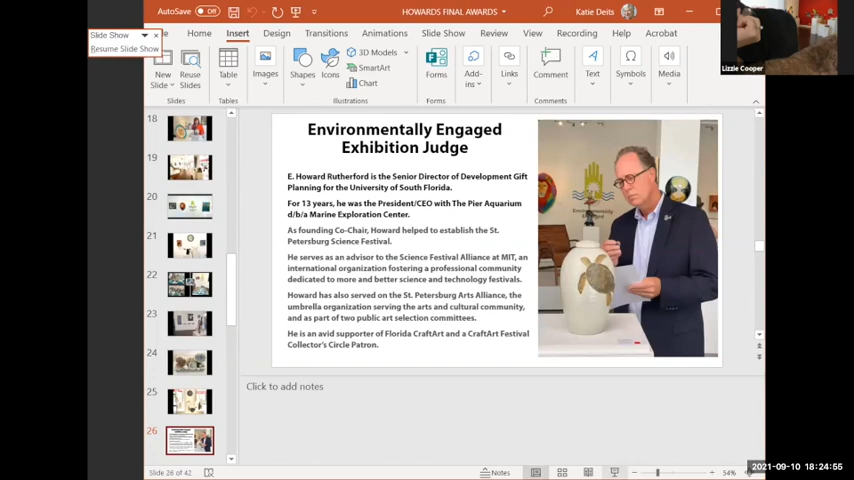 AutoSave
Off
HOWARDS FINAL AWARDS
Katie Deits
Slide Show
Resume Slide Show
Home
Insert
Design
Transitions
Animations
Slide Show
Review
View
Recording
Help
Acrobat
New
Slide
Reuse
Slides
Table
Images
Shapes
Icons
3D Models
SmartArt
Chart
Forms
Add-
ins
Links
Comment
Text
Symbols
Media
Slides
Tables
Illustrations
Forms
Comments
Lizzie Cooper
18
19
20
21
22
23
24
25
26
Environmentally Engaged
Exhibition Judge
E. Howard Rutherford is the Senior Director of Development Gift
Planning for the University of South Florida.
For 13 years, he was the President/CEO with The Pier Aquarium
d/b/a Marine Exploration Center.
As founding Co-Chair, Howard helped to establish the St.
Petersburg Science Festival.
He serves as an advisor to the Science Festival Alliance at MIT, an
international organization fostering a professional community
dedicated to more and better science and technology festivals.
Howard has also served on the St. Petersburg Arts Alliance, the
umbrella organization serving the arts and cultural community,
and as part of two public art selection committees.
He is an avid supporter of Florida CraftArt and a CraftArt Festival
Collector's Circle Patron.
Click to add notes
Slide 26 of 42
Notes
54%
2021-09-10 18:24:55